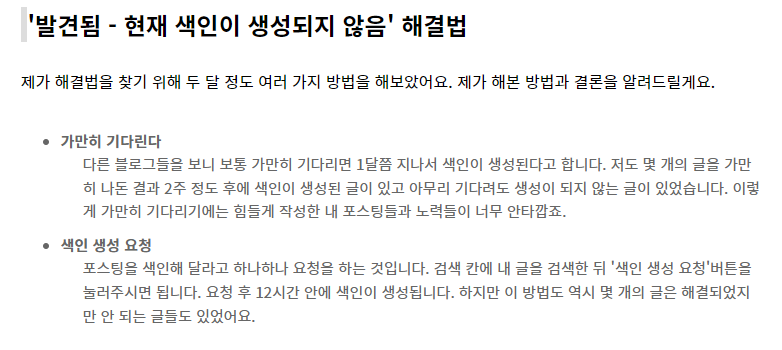 '발견됨 - 현재 색인이 생성되지 않음' 해결법
제가 해결법을 찾기 위해 두 달 정도 여러 가지 방법을 해보았어요. 제가 해본 방법과 결론을 알려드릴게요.
가만히 기다린다
다른 블로그들을 보니 보통 가만히 기다리면 1달쯤 지나서 색인이 생성된다고 합니다. 저도 몇 개의 글을 가만
히 나돈 결과 2주 정도 후에 색인이 생성된 글이 있고 아무리 기다려도 생성이 되지 않는 글이 있었습니다. 이렇
게 가만히 기다리기에는 힘들게 작성한 내 포스팅들과 노력들이 너무 안타깝죠.
색인 생성 요청
포스팅을 색인해 달라고 하나하나 요청을 하는 것입니다. 검색 칸에 내 글을 검색한 뒤 '색인 생성 요청'버튼을
눌러주시면 됩니다. 요청 후 12시간 안에 색인이 생성됩니다. 하지만 이 방법도 역시 몇 개의 글은 해결되었지
만 안 되는 글들도 있었어요.